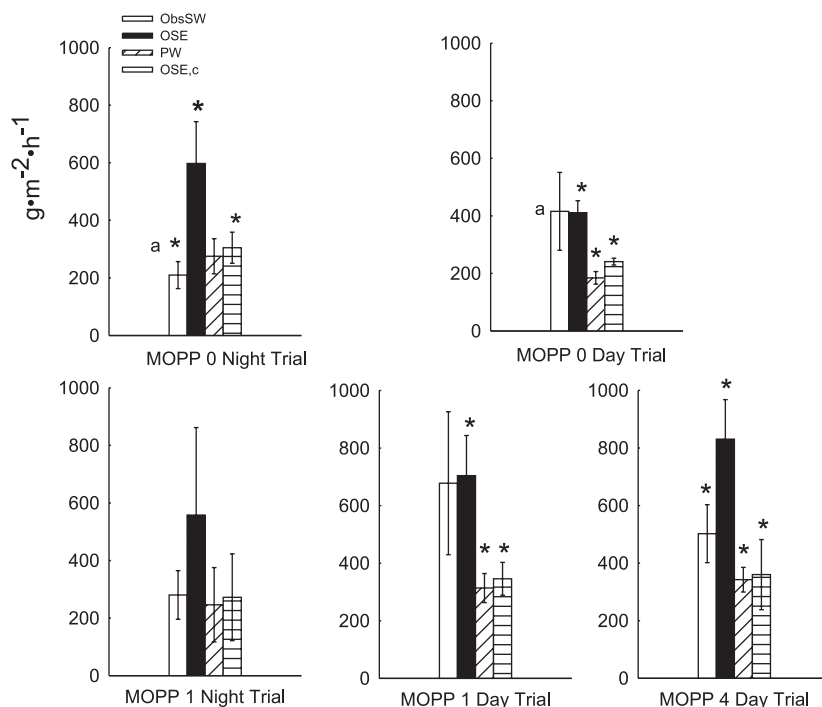 ObsSW
OSE
PW
OSE,c
g•m⁻²•h⁻¹
1000
800
600
400
200
0
a * * *
MOPP 0 Night Trial
1000
800
600
400
200
0
a * * *
MOPP 0 Day Trial
1000
800
600
400
200
0
MOPP 1 Night Trial
1000
800
600
400
200
0
* * *
MOPP 1 Day Trial
1000
800
600
400
200
0
* * * *
MOPP 4 Day Trial